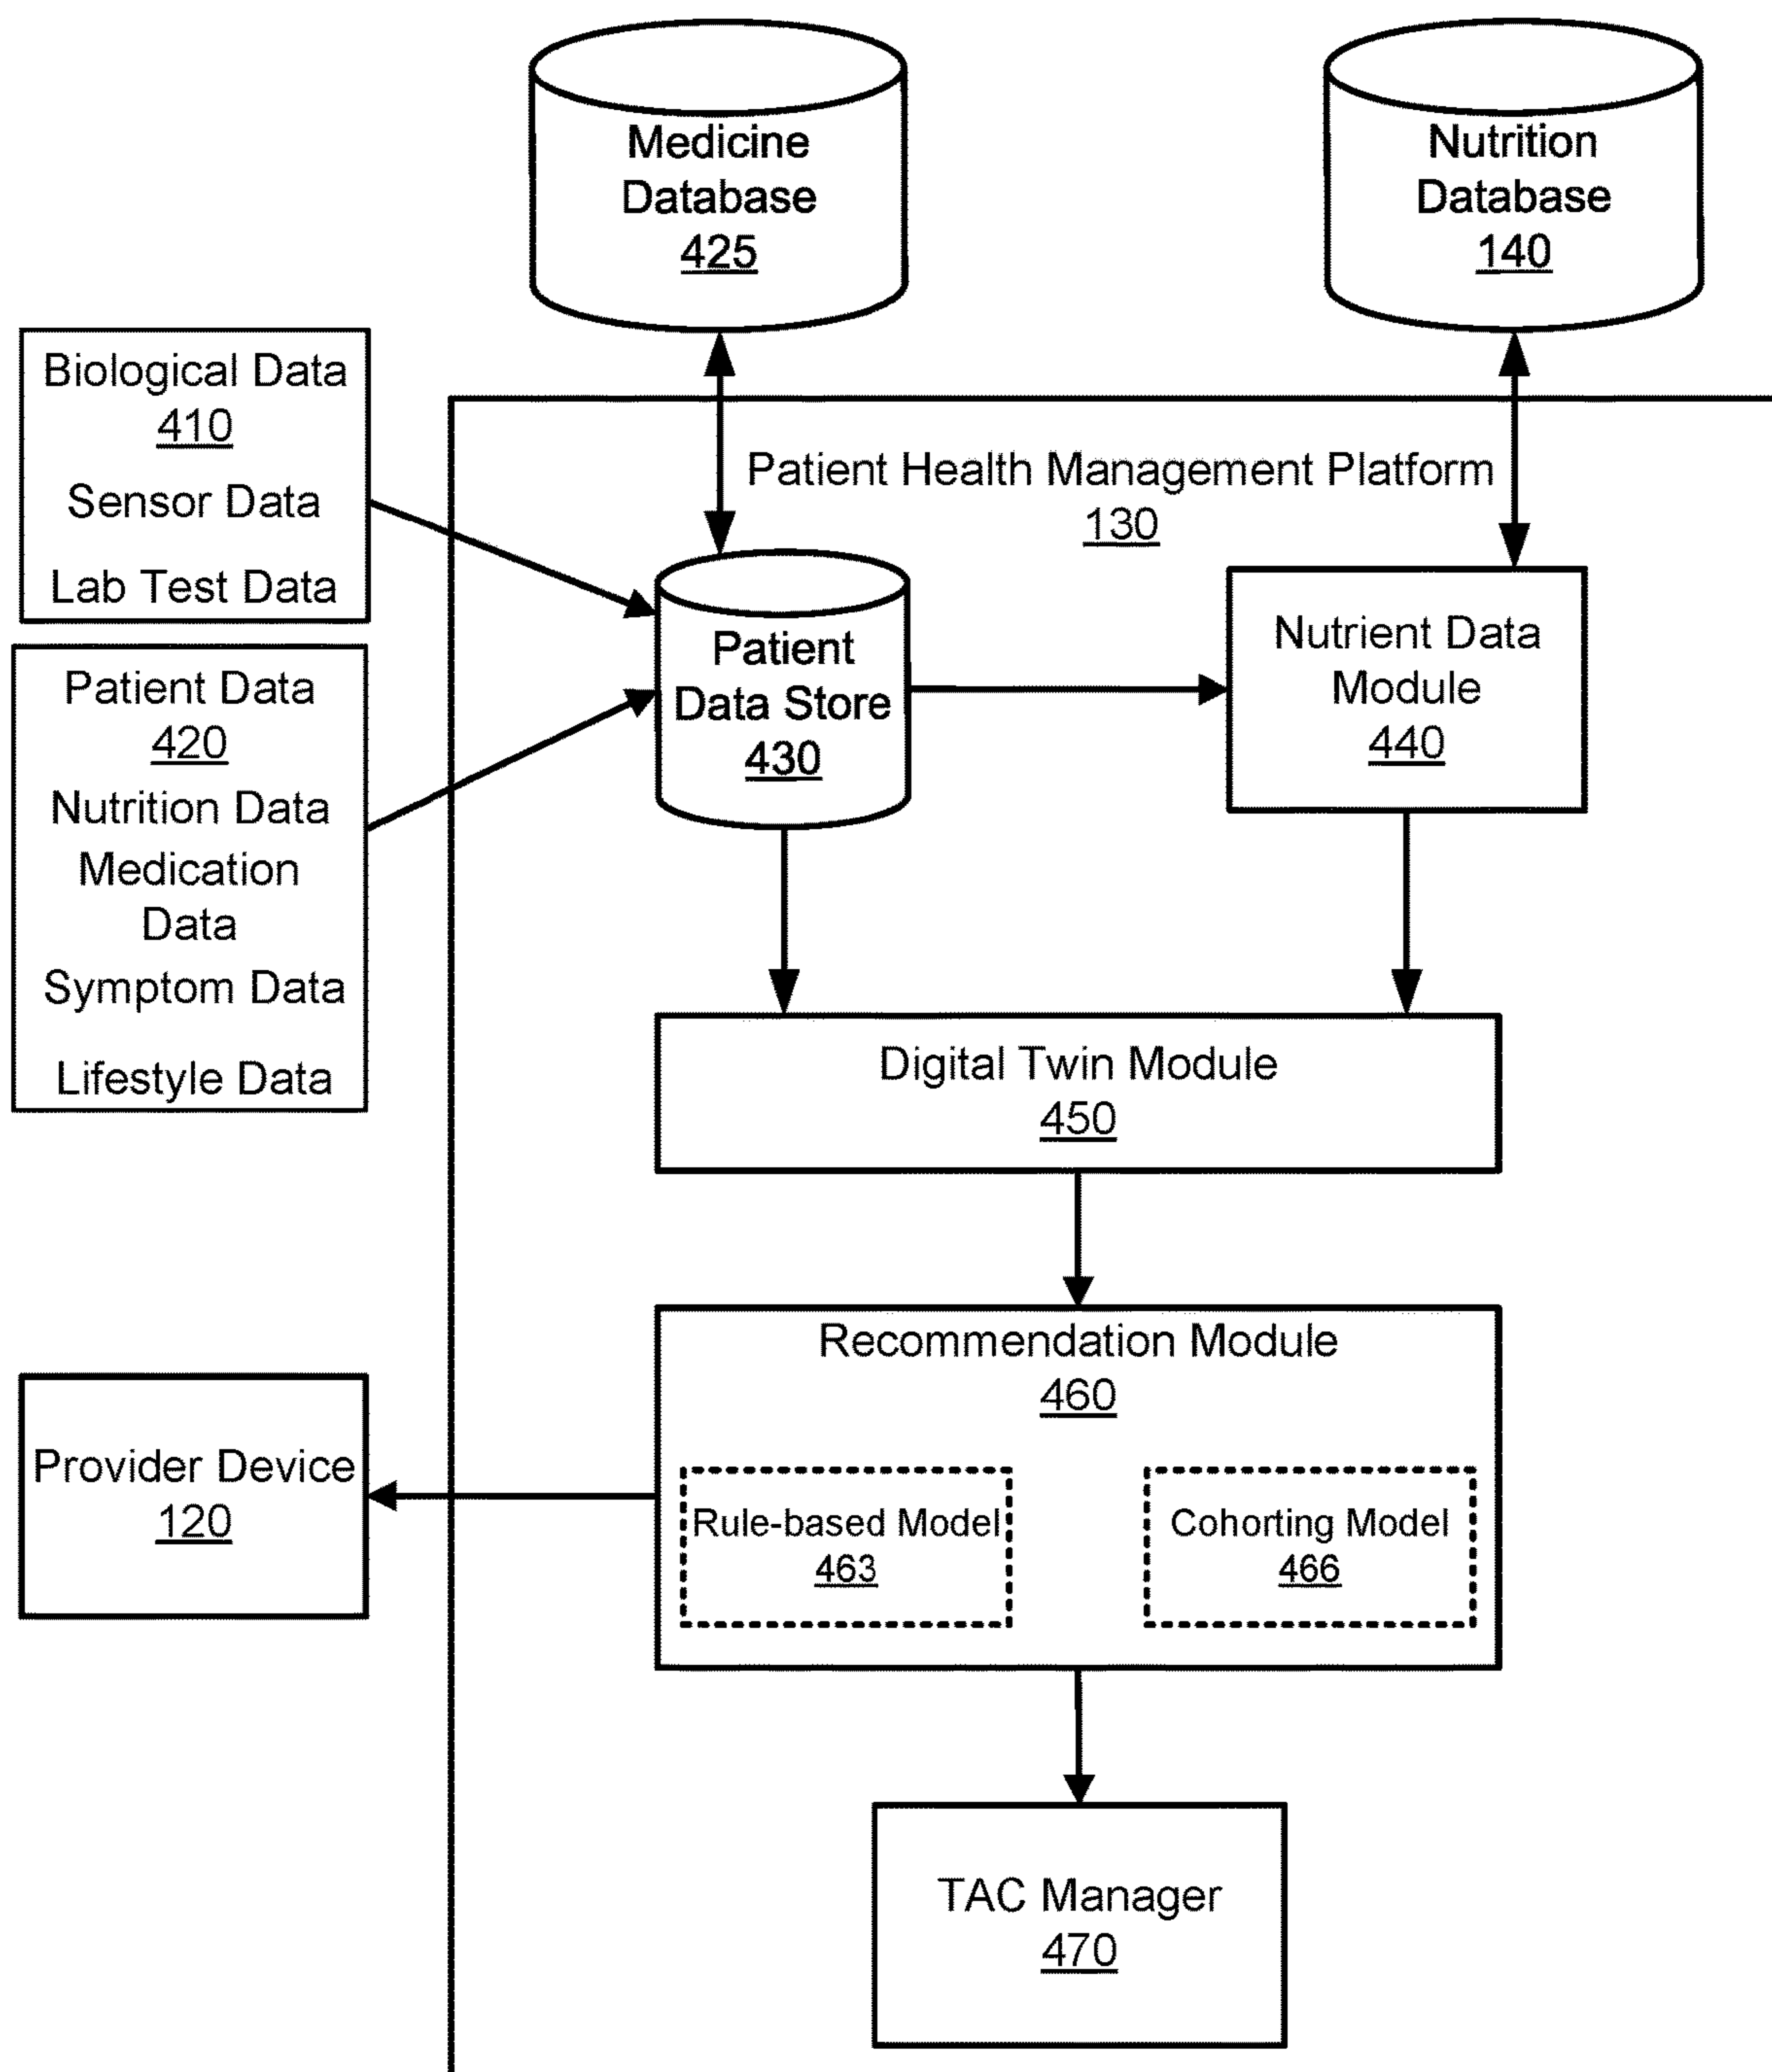 Medicine
Database
425
Nutrition
Database
140
Biological Data
410
Sensor Data
Lab Test Data
Patient Health Management Platform
130
Patient Data
420
Nutrition Data
Medication
Data
Symptom Data
Lifestyle Data
Patient
Data Store
430
Nutrient Data
Module
440
Digital Twin Module
450
Recommendation Module
460
Rule-based Model
463
Cohorting Model
466
Provider Device
120
TAC Manager
470